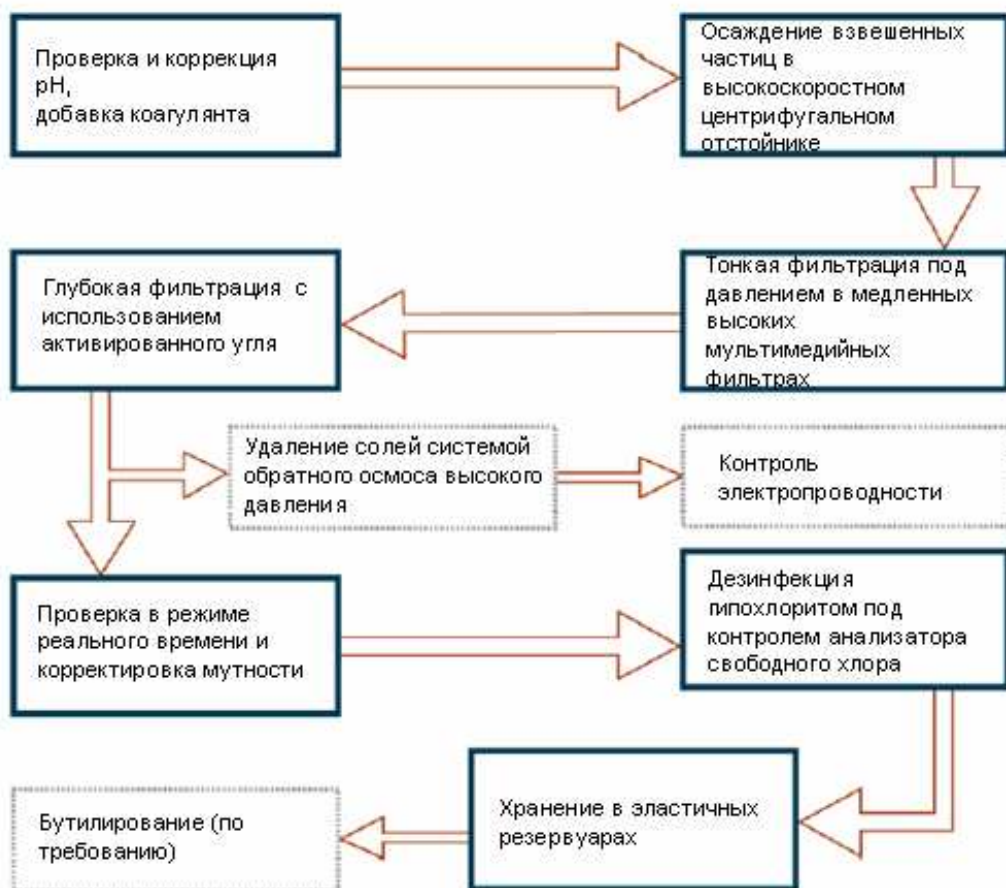 Проверка и коррекция
pH,
добавка коагулянта
Осаждение взвешенных
частиц в
высокоскоростном
центрифугальном
отстойнике
Тонкая фильтрация под
давлением в медленных
высоких
мультимедийных
фильтрах
Глубокая фильтрация с
использованием
активированного угля
Удаление солей системой
обратного осмоса высокого
давления
Контроль
электропроводности
Проверка в режиме
реального времени и
корректировка мутности
Дезинфекция
гипохлоритом под
контролем анализатора
свободного хлора
Хранение в эластичных
резервуарах
Бутилирование (по
требованию)